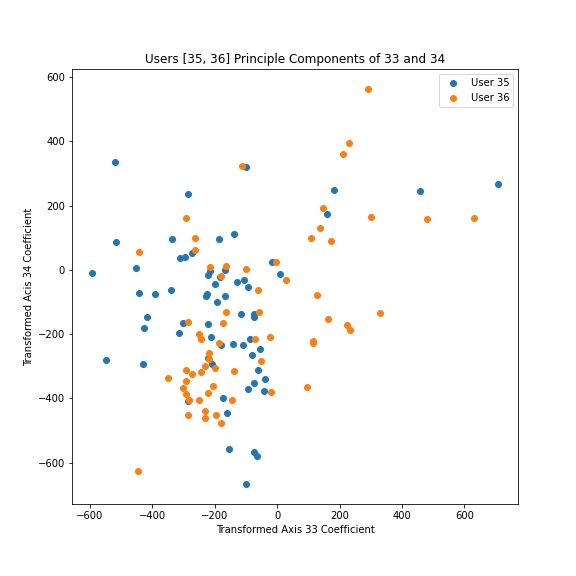 Users [35, 36] Principle Components of 33 and 34
User 35
User 36
600
400
200
0
−200
−400
−600
Transformed Acis 34 Coefficient
−600 −400 −200 0 200 400 600
Transformed Axis 33 Coefficient